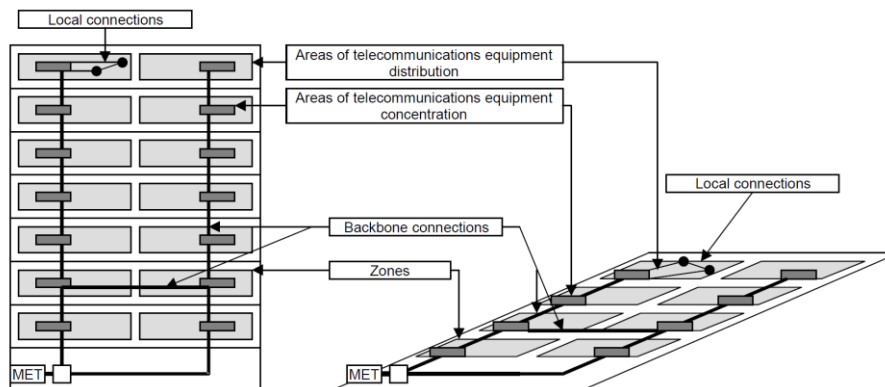 Local connections
Areas of telecommunications equipment
distribution
Areas of telecommunications equipment
concentration
Local connections
Backbone connections
Zones
MET
MET